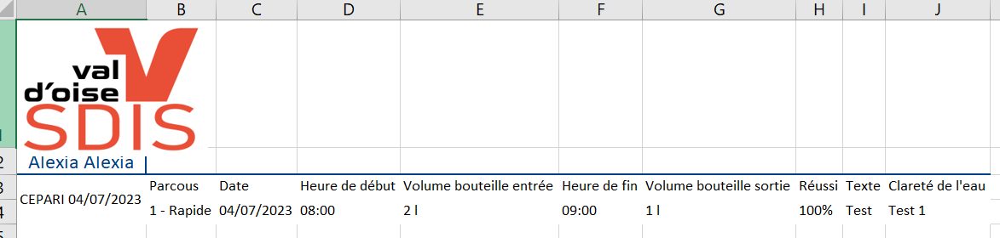 A B C D E F G H I J
val
d'oise
SDIS
2 Alexia Alexia
3 Parcous Date Heure de début Volume bouteille entrée Heure de fin Volume bouteille sortie Réussi Texte Clareté de l'eau
CEPARI 04/07/2023
4 1 - Rapide 04/07/2023 08:00 2 l 09:00 1 l 100% Test Test 1